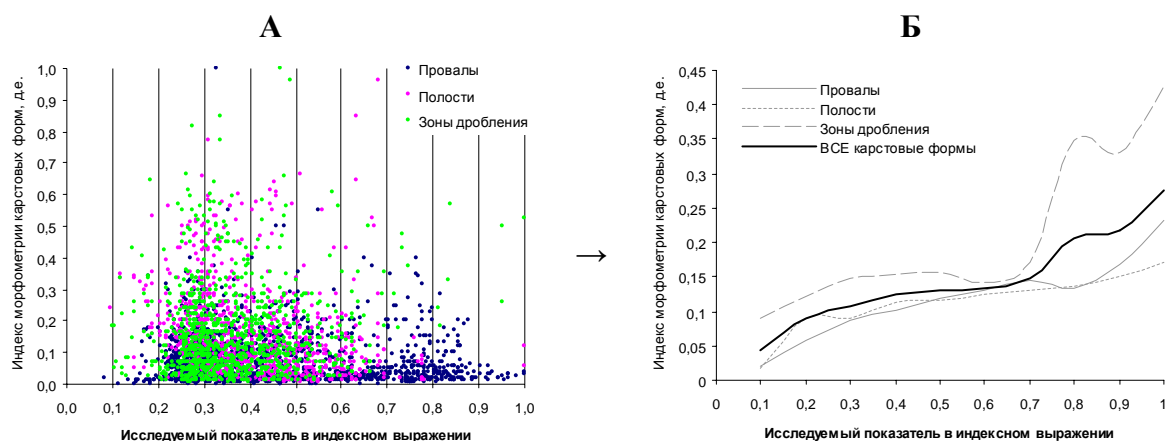 А
Индекс морфометрии карстовых форм, д.е.
1,0
0,9
0,8
0,7
0,6
0,5
0,4
0,3
0,2
0,1
0,0
Провалы
Полости
Зоны дробления
0,0 0,1 0,2 0,3 0,4 0,5 0,6 0,7 0,8 0,9 1,0
Исследуемый показатель в индексном выражении
→
Б
Индекс морфометрии карстовых форм, д.е.
0,45
0,4
0,35
0,3
0,25
0,2
0,15
0,1
0,05
0
Провалы
Полости
Зоны дробления
ВСЕ карстовые формы
0 0,1 0,2 0,3 0,4 0,5 0,6 0,7 0,8 0,9 1
Исследуемый показатель в индексном выражении